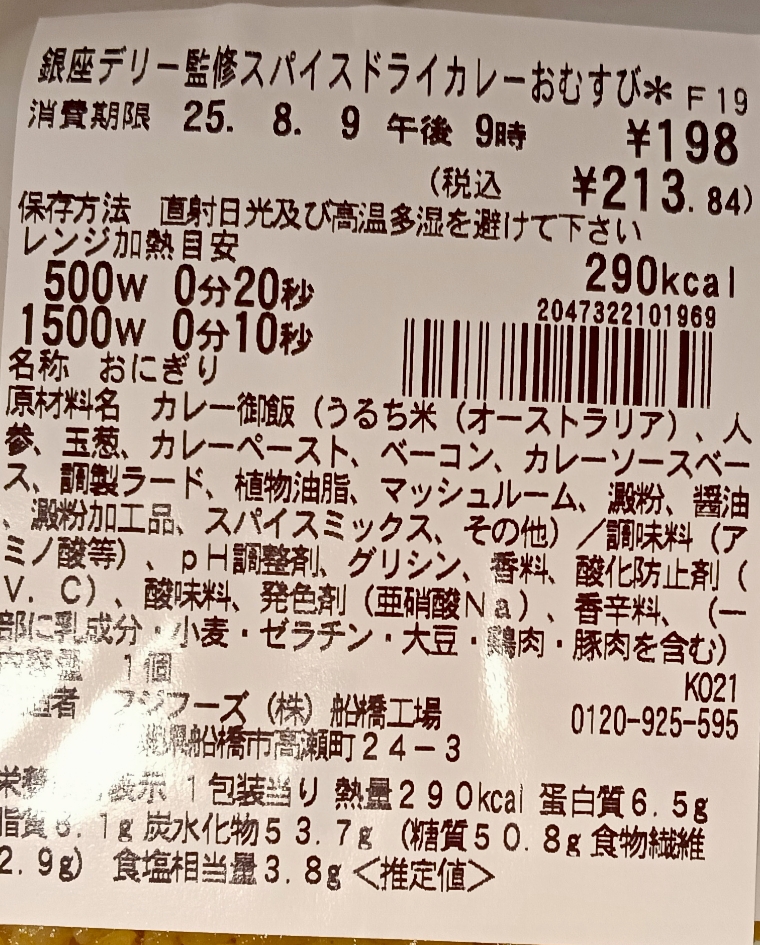 銀座デリー監修スパイスドライカレーおむすび＊ F19
消費期限 25. 8. 9 午後 9時 ¥198
(税込 ¥213.84)
保存方法 直射日光及び高温多湿を避けて下さい
レンジ加熱目安
290kcal
500W 0分20秒
2047322101969
1500W 0分10秒
名称 おにぎり
原材料名 カレー御飯（うるち米（オーストラリア）、人
参、玉葱、カレーペースト、ベーコン、カレーソースベー
ス、調製ラード、植物油脂、マッシュルーム、澱粉、醤油
、澱粉加工品、スパイスミックス、その他）／調味料（ア
ミノ酸等）、ｐＨ調整剤、グリシン、香料、酸化防止剤（
Ｖ．Ｃ）、酸味料、発色剤（亜硝酸Ｎａ）、香辛料、（一
部に乳成分・小麦・ゼラチン・大豆・鶏肉・豚肉を含む）
内容量 1個
K021
フジフーズ（株）船橋工場
0120-925-595
船橋市高瀬町２４－３
表示 1包装当り 熱量２９０kcal 蛋白質６.５g
脂質 .１g 炭水化物５３.７g （糖質５０.８g 食物繊維
２.９g） 食塩相当量３.８g ＜推定値＞